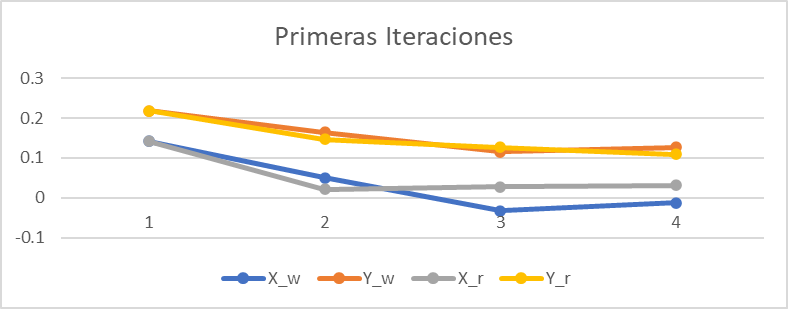 Primeras Iteraciones
0.3
0.2
0.1
0
-0.1
1 2 3 4
X_w Y_w X_r Y_r